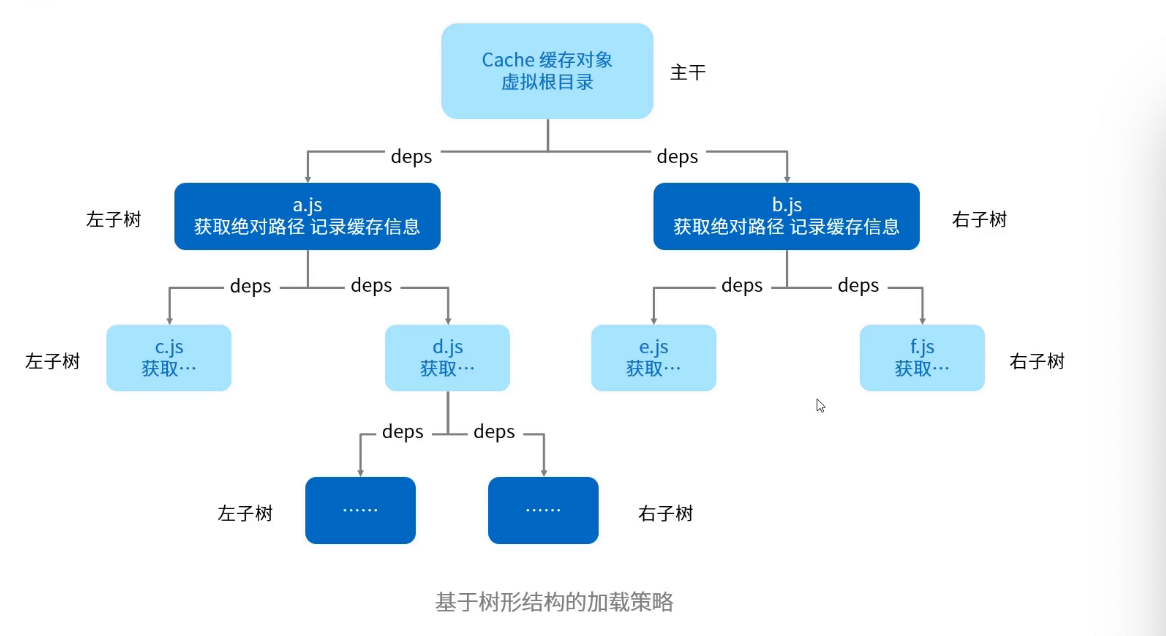 Cache 缓存对象
虚拟根目录
主干
deps
deps
左子树
a.js
获取绝对路径 记录缓存信息
b.js
获取绝对路径 记录缓存信息
右子树
deps
deps
deps
deps
左子树
c.js
获取…
d.js
获取…
e.js
获取…
f.js
获取…
右子树
deps
deps
左子树
……
……
右子树
基于树形结构的加载策略